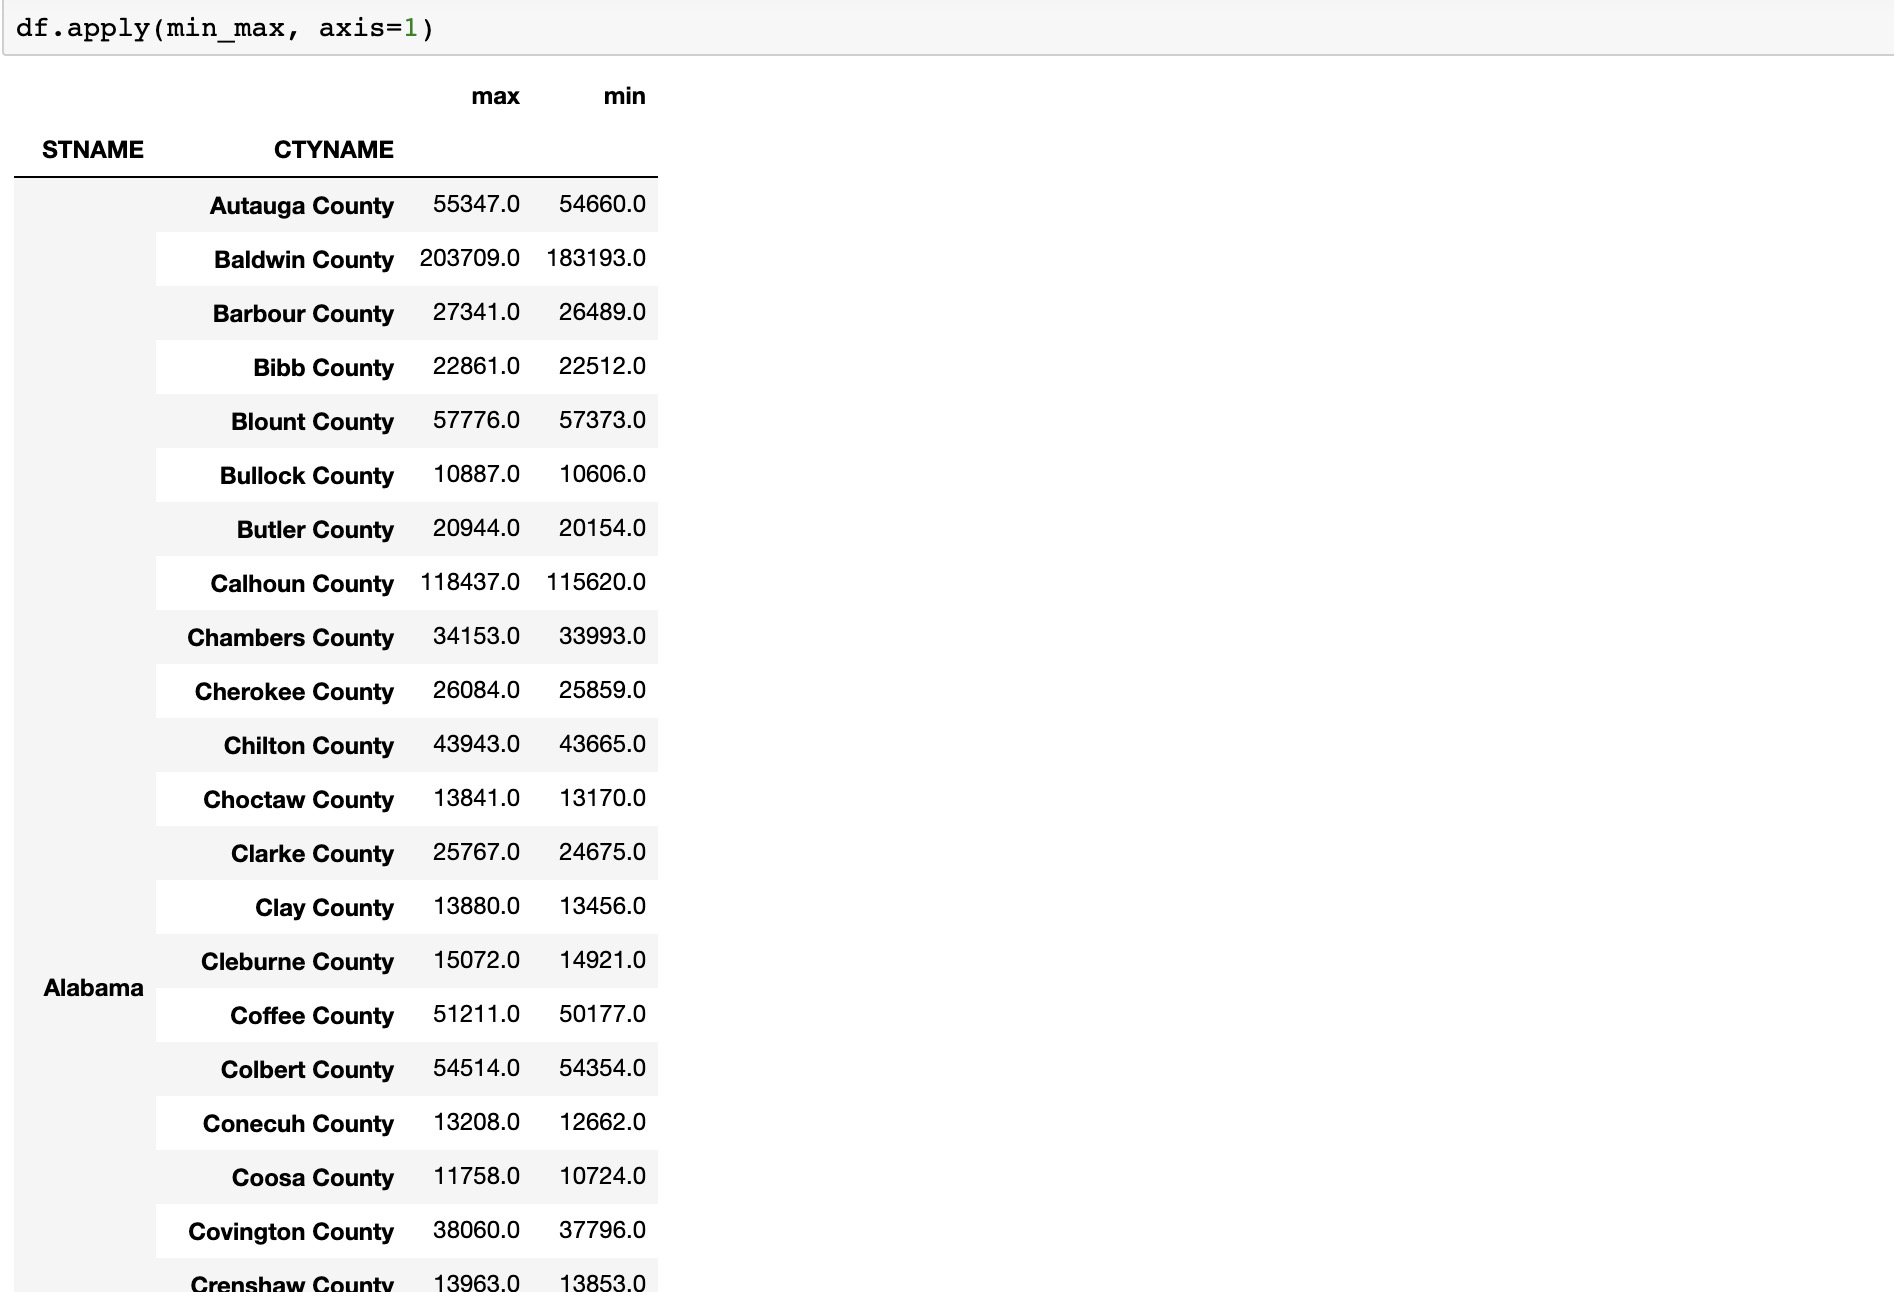 df.apply(min_max, axis=1)
max min
STNAME CTYNAME
Autauga County 55347.0 54660.0
Baldwin County 203709.0 183193.0
Barbour County 27341.0 26489.0
Bibb County 22861.0 22512.0
Blount County 57776.0 57373.0
Bullock County 10887.0 10606.0
Butler County 20944.0 20154.0
Calhoun County 118437.0 115620.0
Chambers County 34153.0 33993.0
Cherokee County 26084.0 25859.0
Chilton County 43943.0 43665.0
Choctaw County 13841.0 13170.0
Clarke County 25767.0 24675.0
Clay County 13880.0 13456.0
Cleburne County 15072.0 14921.0
Alabama
Coffee County 51211.0 50177.0
Colbert County 54514.0 54354.0
Conecuh County 13208.0 12662.0
Coosa County 11758.0 10724.0
Covington County 38060.0 37796.0
Crenshaw County 13963.0 13853.0